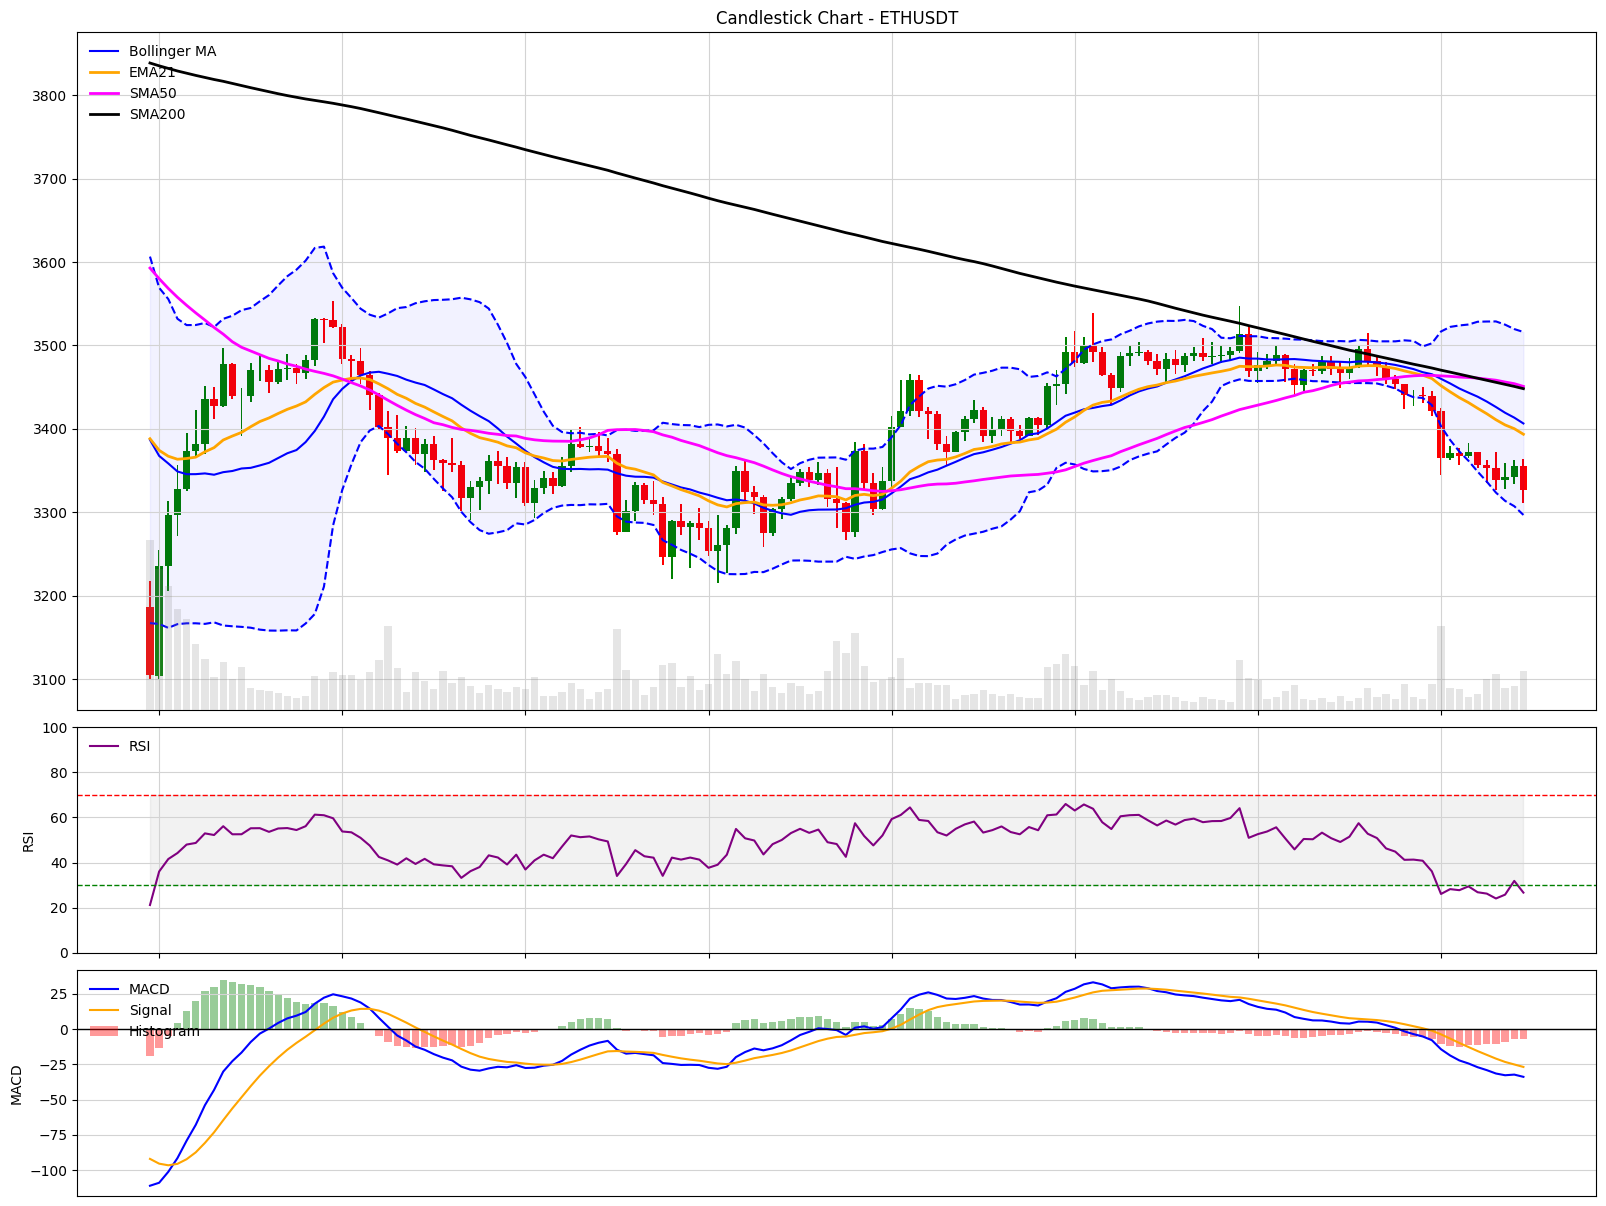 Candlestick Chart - ETHUSDT
Bollinger MA
EMA21
SMA50
SMA200
3800
3700
3600
3500
3400
3300
3200
3100
RSI
RSI
100
80
60
40
20
0
MACD
Signal
Histogram
MACD
25
0
−25
−50
−75
−100